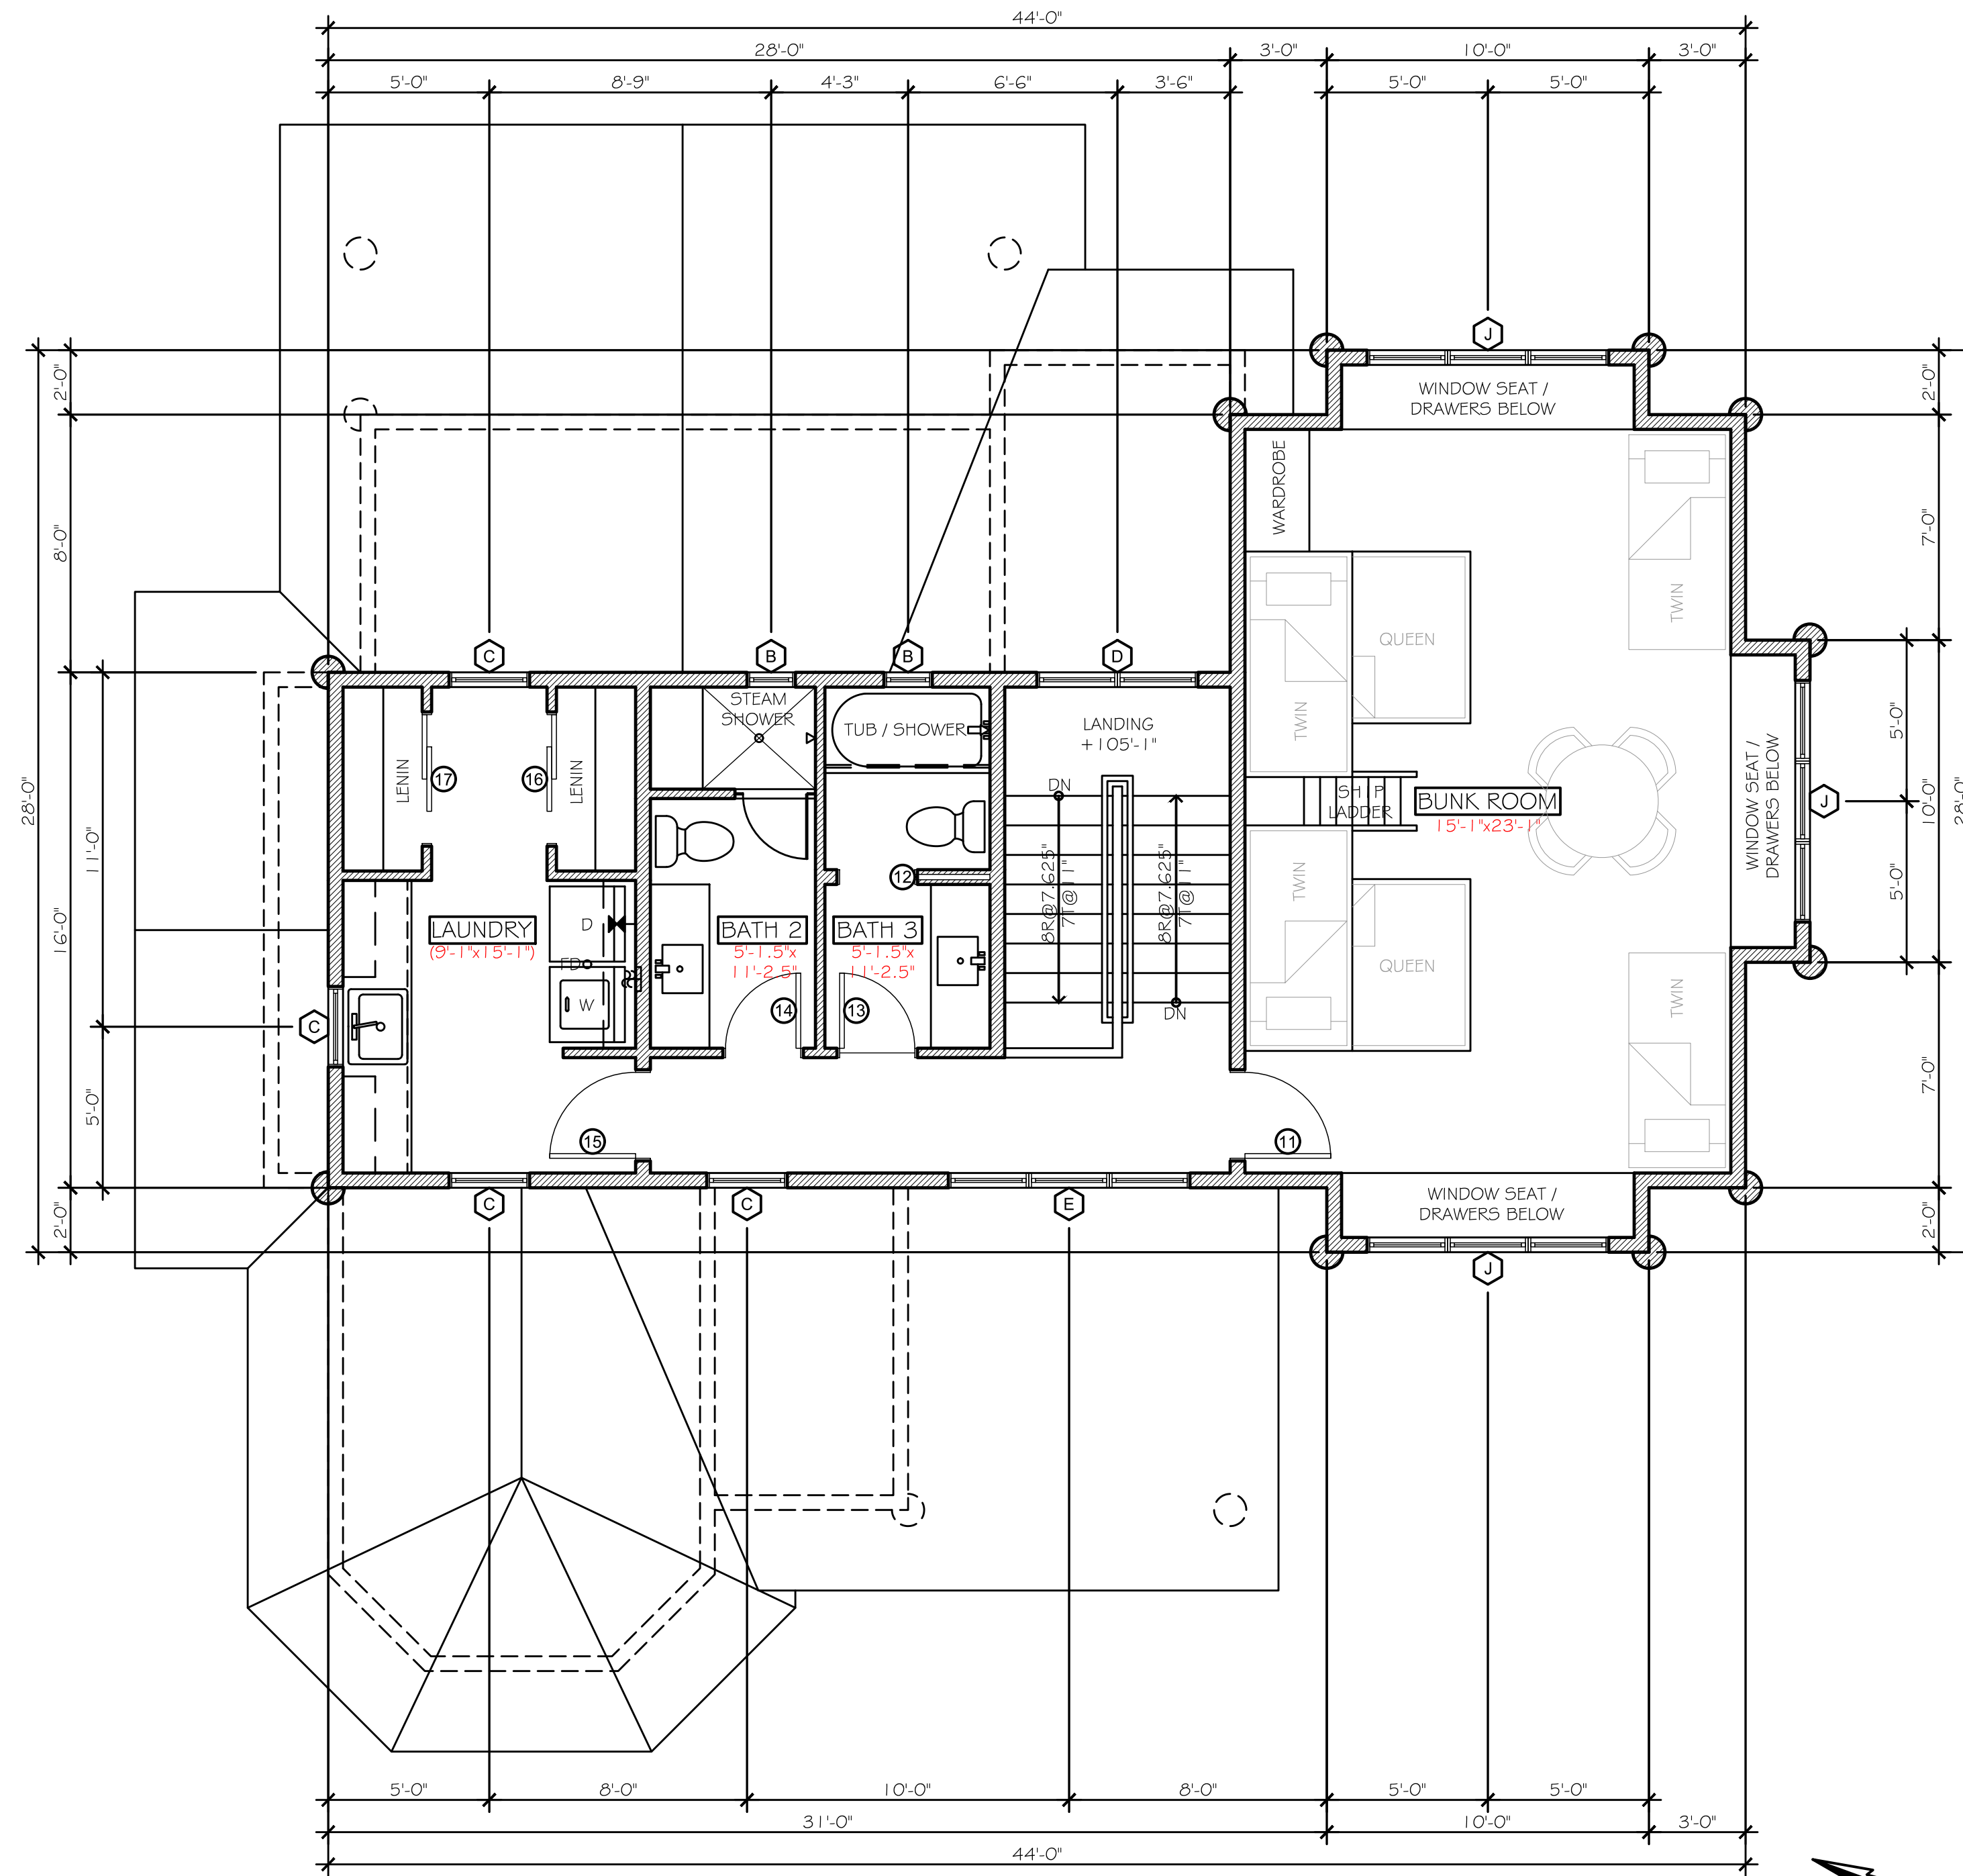 44'-0"
28'-0" 3'-0" 10'-0" 3'-0"
5'-0" 8'-9" 4'-3" 6'-6" 3'-6" 5'-0" 5'-0"
J
2'-0"
2'-0"
WINDOW SEAT /
DRAWERS BELOW
WARDROBE
8'-0"
7'-0"
TWIN
QUEEN
C B B D
STEAM
SHOWER
TUB / SHOWER
LANDING
+105'-1"
TWIN
5'-0"
LENIN
17
16
LENIN
DN
SHIP
LADDER
BUNK ROOM
15'-1"x23'-1"
WINDOW SEAT /
DRAWERS BELOW
J
10'-0"
28'-0"
28'-0"
11'-0"
16'-0"
12
8R@7.625"
7T@11"
8R@7.625"
7T@11"
TWIN
5'-0"
LAUNDRY
(9'-1"x15'-1")
D
BATH 2
5'-1.5"x
11'-2.5"
BATH 3
5'-1.5"x
11'-2.5"
FD
W
QUEEN
TWIN
C
14
13
DN
5'-0"
7'-0"
15
11
2'-0"
C C E
WINDOW SEAT /
DRAWERS BELOW
2'-0"
J
5'-0" 8'-0" 10'-0" 8'-0" 5'-0" 5'-0"
31'-0" 10'-0" 3'-0"
44'-0"